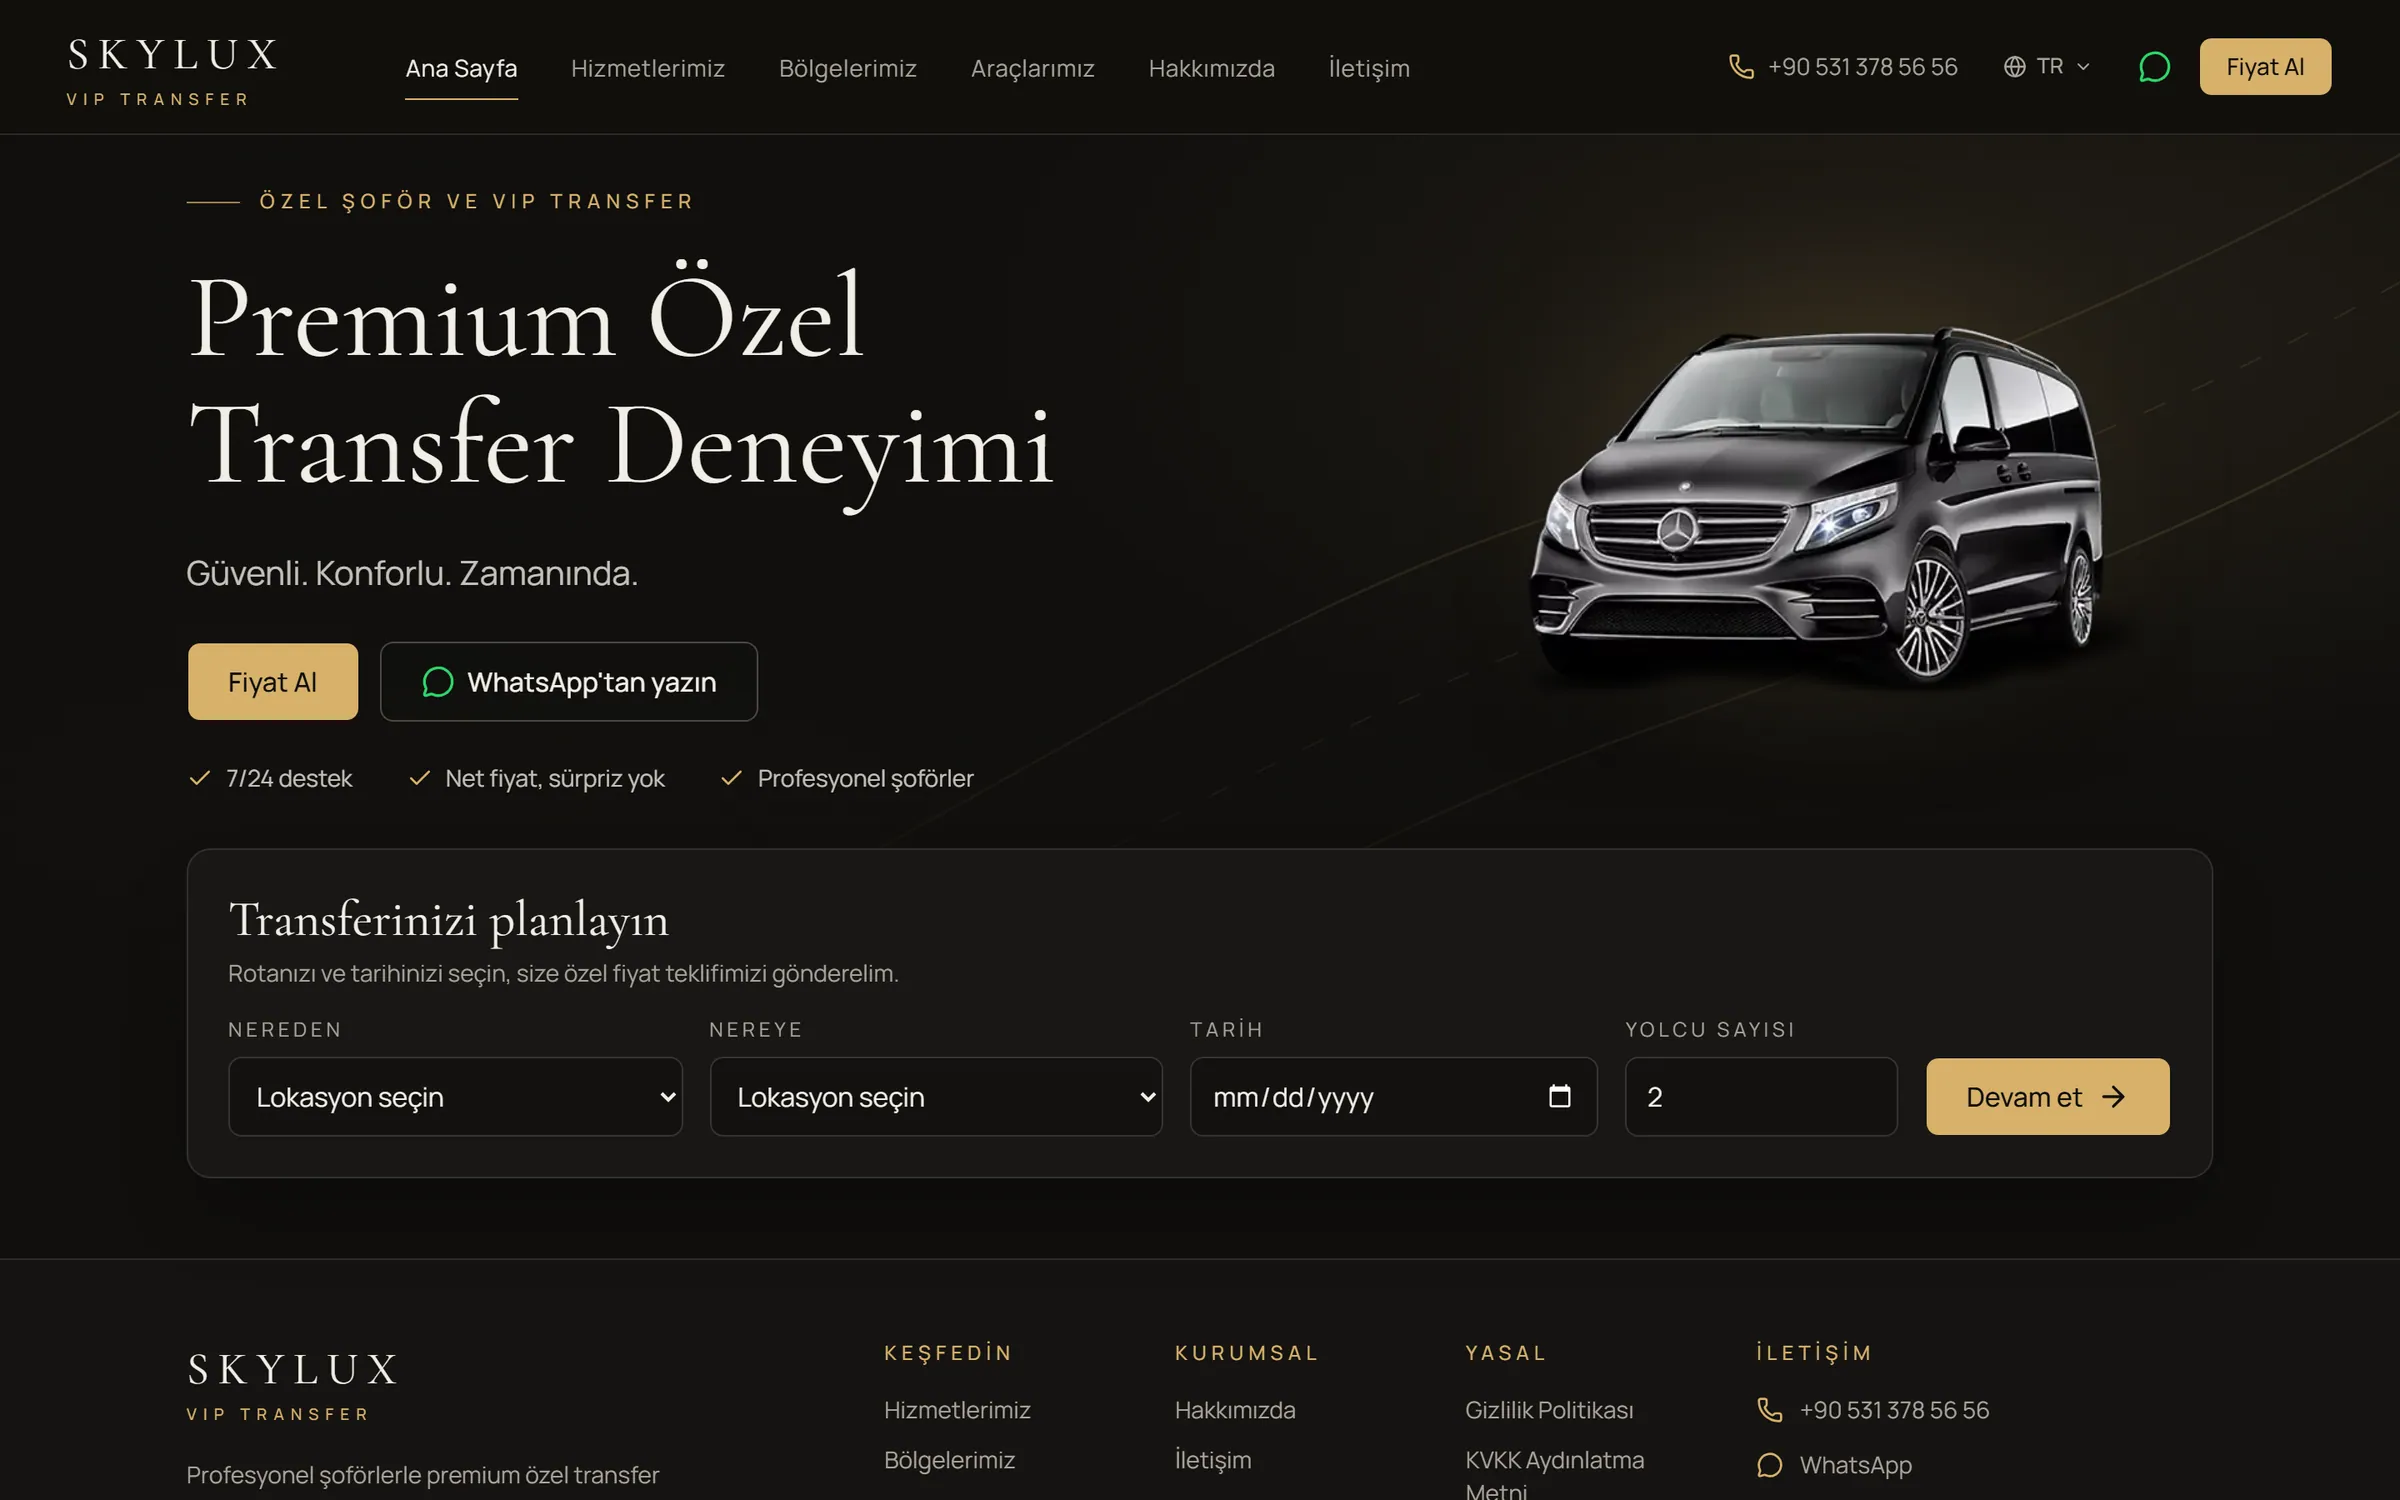 SKYLUX
VIP TRANSFER
Ana Sayfa
Hizmetlerimiz
Bölgelerimiz
Araçlarımız
Hakkımızda
İletişim
+90 531 378 56 56
TR
Fiyat Al
ÖZEL ŞOFÖR VE VIP TRANSFER
Premium Özel
Transfer Deneyimi
Güvenli. Konforlu. Zamanında.
Fiyat Al
WhatsApp'tan yazın
7/24 destek
Net fiyat, sürpriz yok
Profesyonel şoförler
Transferinizi planlayın
Rotanızı ve tarihinizi seçin, size özel fiyat teklifimizi gönderelim.
NEREDEN
NEREYE
TARİH
YOLCU SAYISI
Lokasyon seçin
Lokasyon seçin
mm/dd/yyyy
2
Devam et
SKYLUX
VIP TRANSFER
Profesyonel şoförlerle premium özel transfer
KEŞFEDİN
Hizmetlerimiz
Bölgelerimiz
KURUMSAL
Hakkımızda
İletişim
YASAL
Gizlilik Politikası
KVKK Aydınlatma
Metni
İLETİŞİM
+90 531 378 56 56
WhatsApp